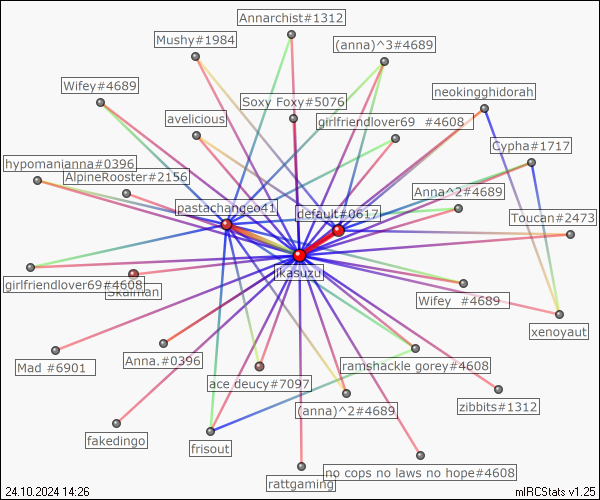 Annarchist#1312
Mushy#1984
(anna)^3#4689
Wifey#4689
neokingghidorah
Soxy Foxy#5076
avelicious
girlfriendlover69 #4608
Cypha#1717
hypomanianna#0396
AlpineRooster#2156
Anna^2#4689
pastachangeo41
default#0617
Toucan#2473
ikasuzu
girlfriendlover69#4608
Skaiman
Wifey #4689
xenoyaut
Mad #6901
Anna.#0396
ramshackle gorey#4608
ace deucy#7097
(anna)^2#4689
zibbits#1312
fakedingo
frisout
no cops no laws no hope#4608
rattgaming
24.10.2024 14:26
mIRCStats v1.25